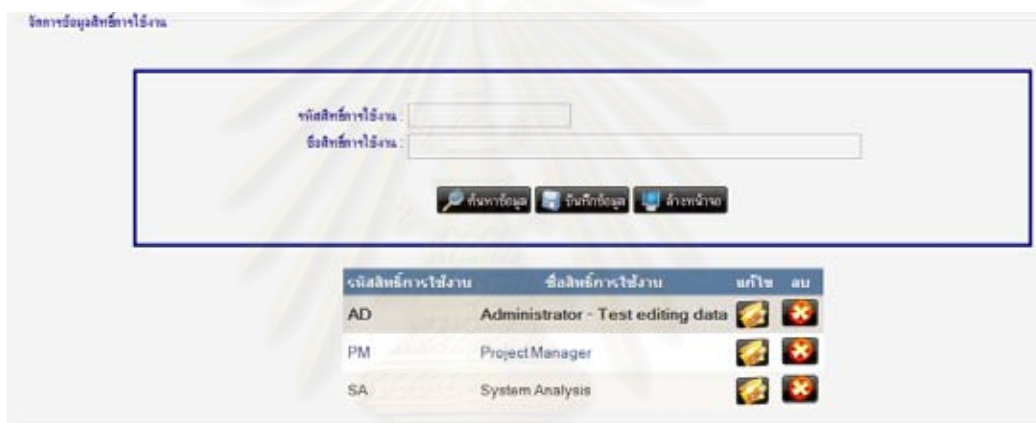 จัดการข้อมูลสิทธิ์การใช้งาน
รหัสสิทธิ์การใช้งาน :
ชื่อสิทธิ์การใช้งาน :
ค้นหาข้อมูล บันทึกข้อมูล ล้างหน้าจอ
รหัสสิทธิ์การใช้งาน ชื่อสิทธิ์การใช้งาน แก้ไข ลบ
AD Administrator - Test editing data
PM Project Manager
SA System Analysis